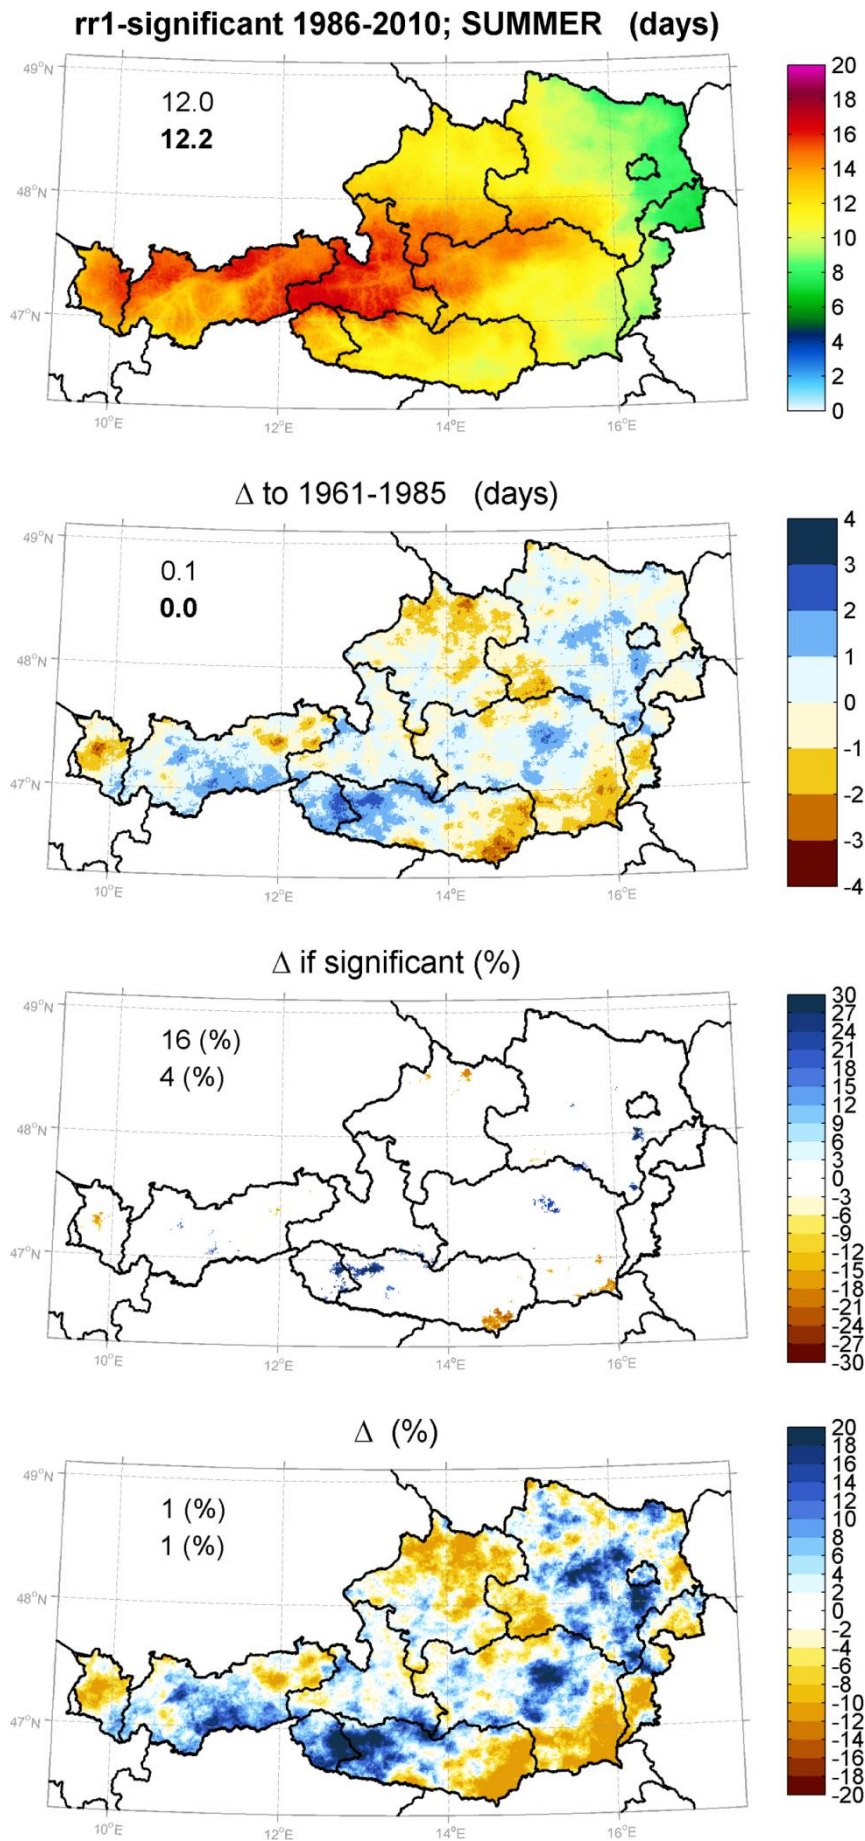 rr1-significant 1986-2010; SUMMER (days)
49°N
48°N
47°N
10°E
12°E
14°E
16°E
12.0
12.2
20
18
16
14
12
10
8
6
4
2
0
Δ to 1961-1985 (days)
49°N
48°N
47°N
10°E
12°E
14°E
16°E
0.1
0.0
4
3
2
1
0
-1
-2
-3
-4
Δ if significant (%)
49°N
48°N
47°N
10°E
12°E
14°E
16°E
16 (%)
4 (%)
30
27
24
21
18
15
12
9
6
3
0
-3
-6
-9
-12
-15
-18
-21
-24
-27
-30
Δ (%)
49°N
48°N
47°N
10°E
12°E
14°E
16°E
1 (%)
1 (%)
20
18
16
14
12
10
8
6
4
2
0
-2
-4
-6
-8
-10
-12
-14
-16
-18
-20